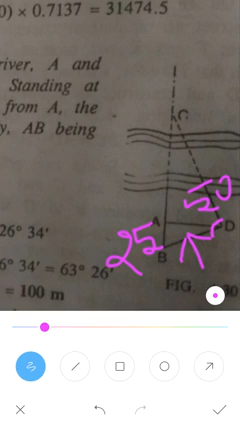 0) × 0.7137 = 31474.5
river, A and
Standing at
from A, the
y, AB being
C
50
A
D
25
B
26° 34′
6° 34′ = 63° 26′
= 100 m
FIG.